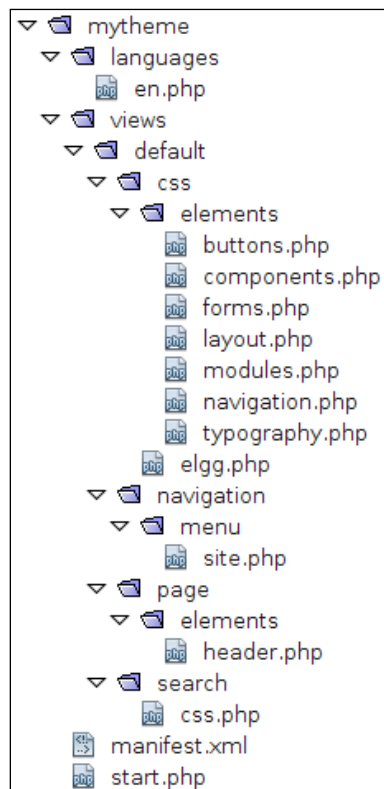 mytheme
languages
en.php
views
default
css
elements
buttons.php
components.php
forms.php
layout.php
modules.php
navigation.php
typography.php
elgg.php
navigation
menu
site.php
page
elements
header.php
search
css.php
manifest.xml
start.php